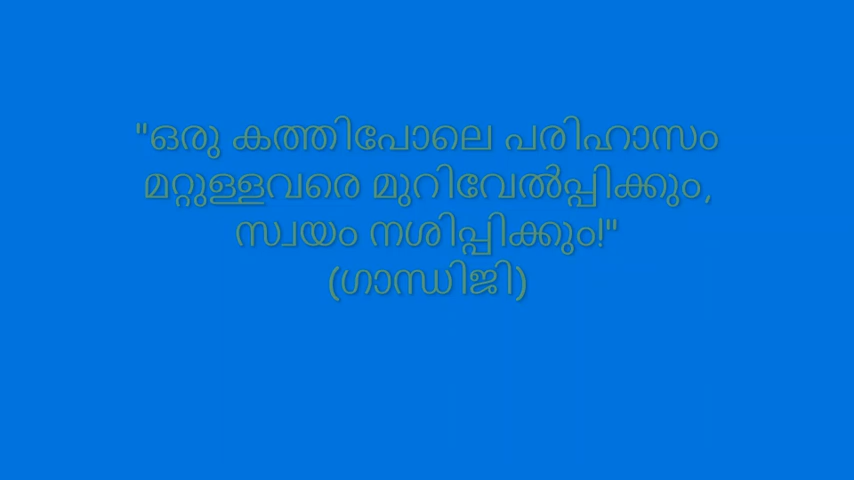 "ഒരു കത്തിപോലെ പരിഹാസം
മറ്റുള്ളവരെ മുറിവേൽപ്പിക്കും,
സ്വയം നശിപ്പിക്കും!"
(ഗാന്ധിജി)